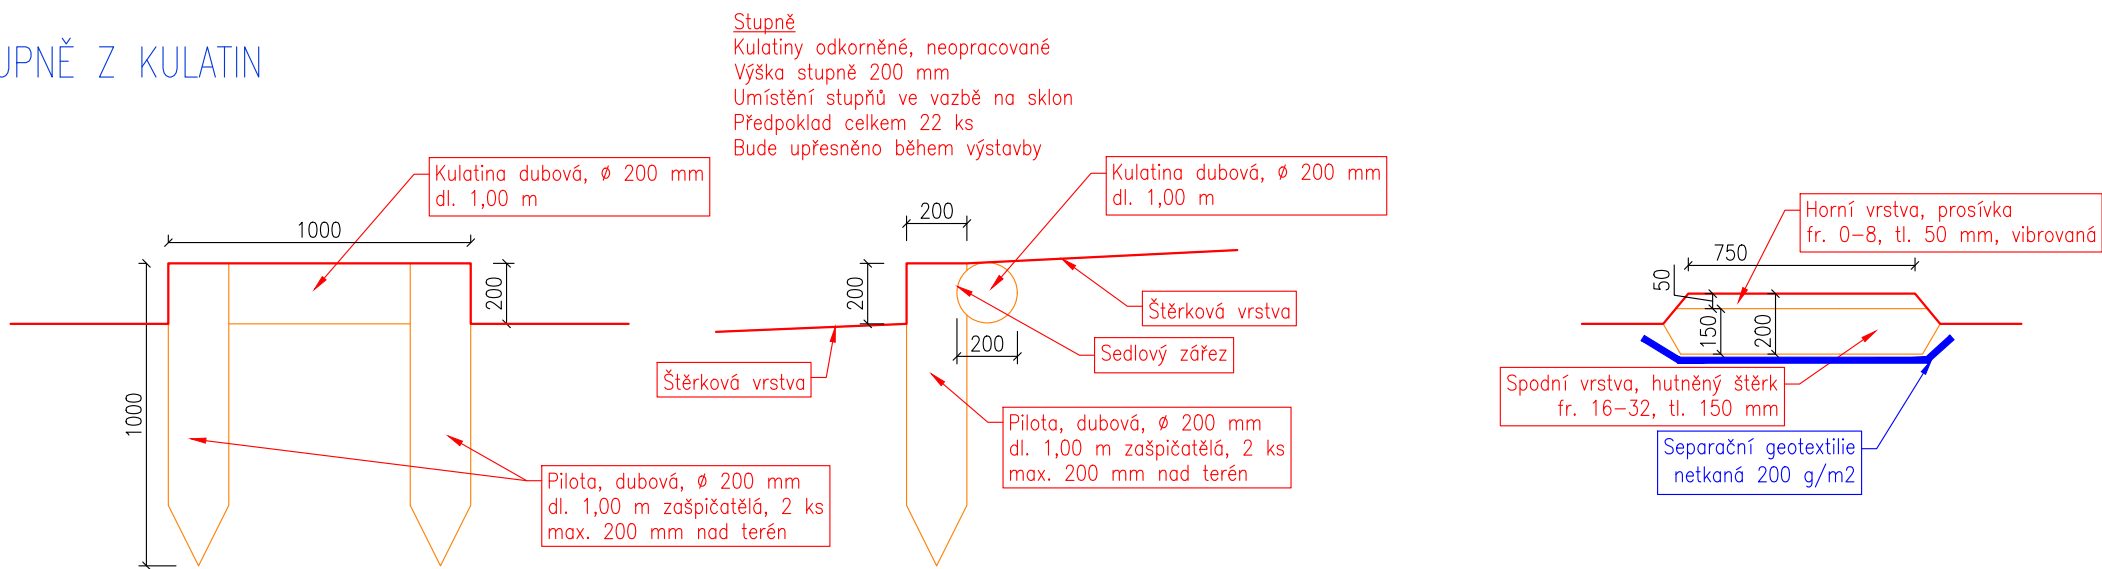 UPNĚ Z KULATIN
Stupně
Kulatiny odkorněné, neopracované
Výška stupně 200 mm
Umístění stupňů ve vazbě na sklon
Předpoklad celkem 22 ks
Bude upřesněno během výstavby
Kulatina dubová, ø 200 mm
dl. 1,00 m
1000
200
1000
Pilota, dubová, ø 200 mm
dl. 1,00 m zašpičatělá, 2 ks
max. 200 mm nad terén
Kulatina dubová, ø 200 mm
dl. 1,00 m
200
200
200
Štěrková vrstva
Sedlový zářez
Štěrková vrstva
Pilota, dubová, ø 200 mm
dl. 1,00 m zašpičatělá, 2 ks
max. 200 mm nad terén
Horní vrstva, prosívka
fr. 0-8, tl. 50 mm, vibrovaná
750
50
150
200
Spodní vrstva, hutněný štěrk
fr. 16-32, tl. 150 mm
Separační geotextilie
netkaná 200 g/m2